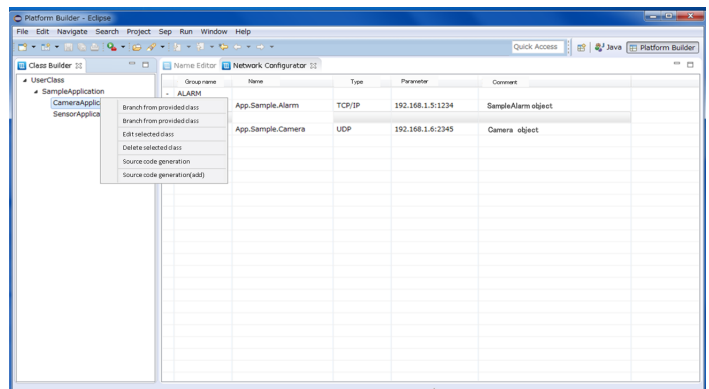 Platform Builder - Eclipse
File Edit Navigate Search Project Sep Run Window Help
Quick Access Java Platform Builder
Class Builder Name Editor Network Configurator
UserClass
SampleApplication
CameraApplic
SensorApplica
Group name Name Type Parameter Comment
- ALARM
App.Sample.Alarm TCP/IP 192.168.1.5:1234 SampleAlarm object
App.Sample.Camera UDP 192.168.1.6:2345 Camera object
Branch from provided class
Branch from provided class
Edit selected class
Delete selected class
Source code generation
Source code generation(add)